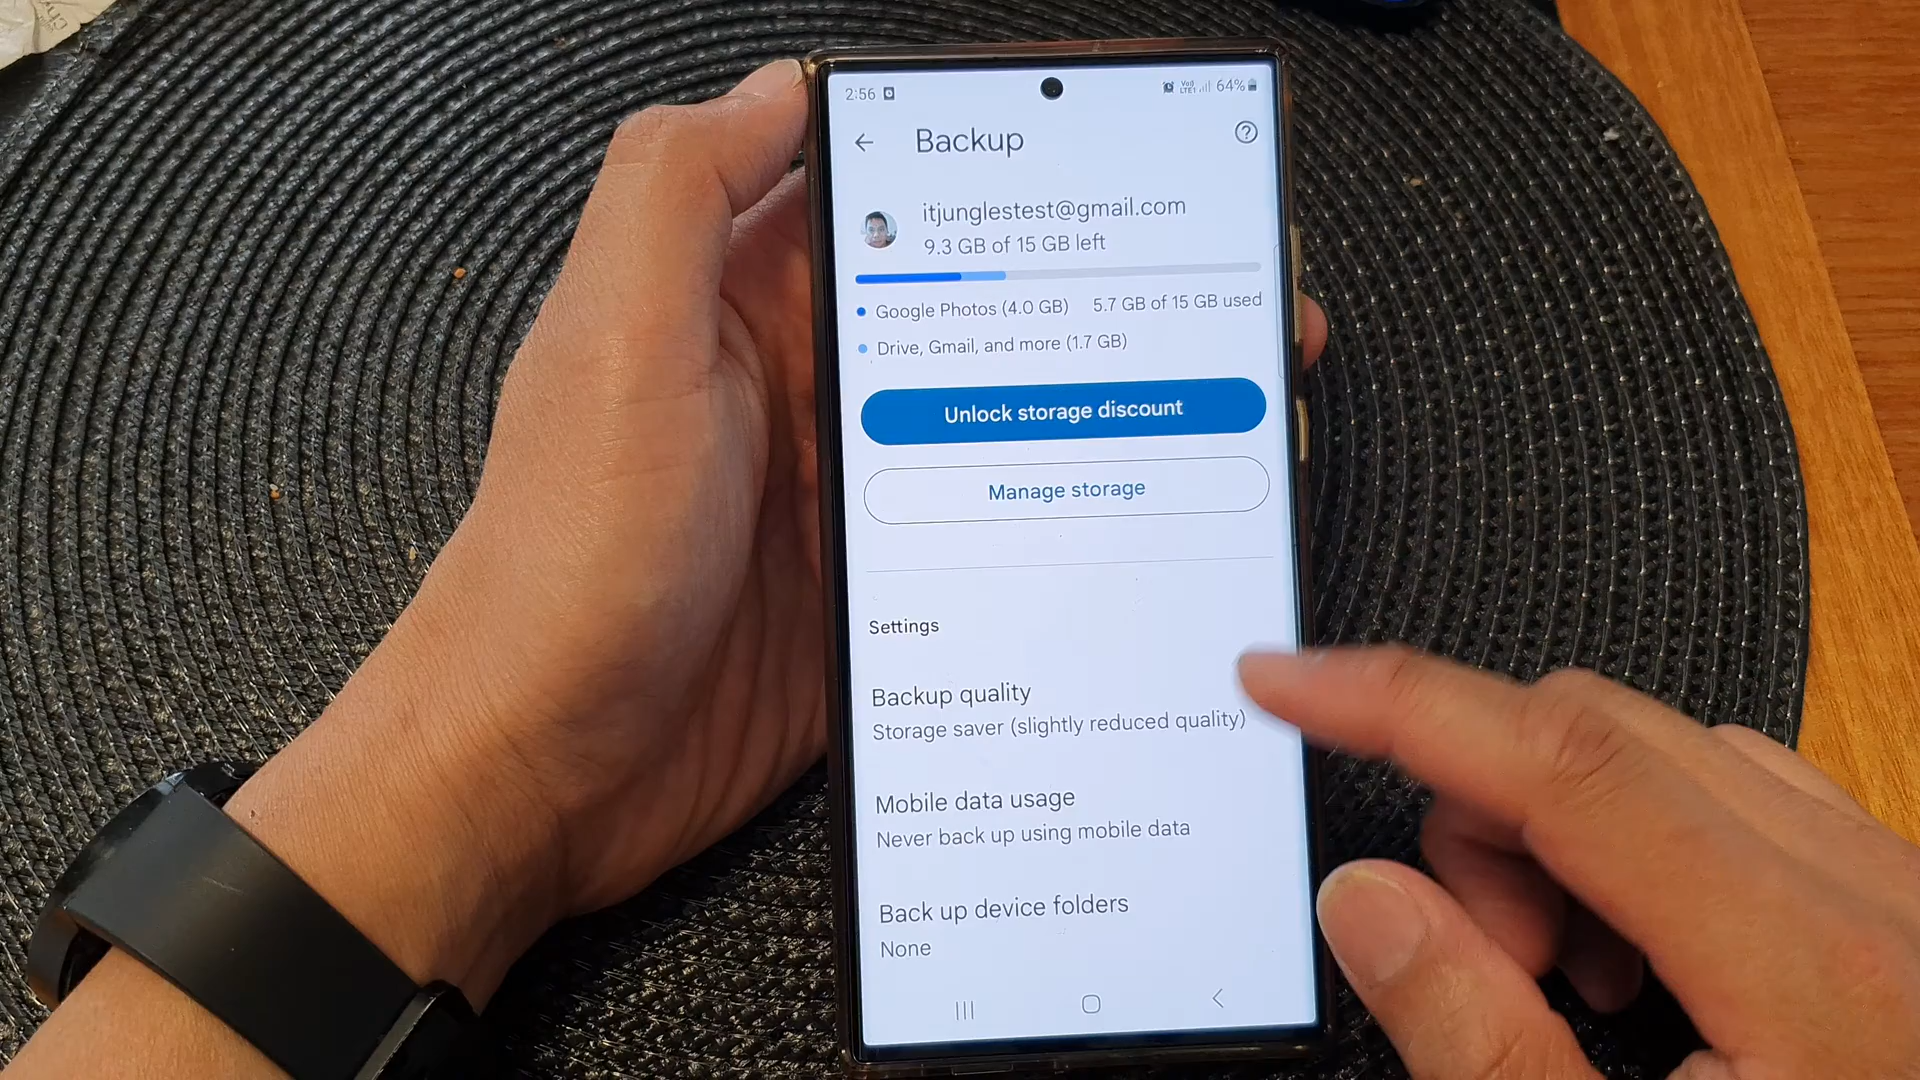 2:56
VoLTE1 64%
Backup
itjunglestest@gmail.com
9.3 GB of 15 GB left
Google Photos (4.0 GB) 5.7 GB of 15 GB used
Drive, Gmail, and more (1.7 GB)
Unlock storage discount
Manage storage
Settings
Backup quality
Storage saver (slightly reduced quality)
Mobile data usage
Never back up using mobile data
Back up device folders
None